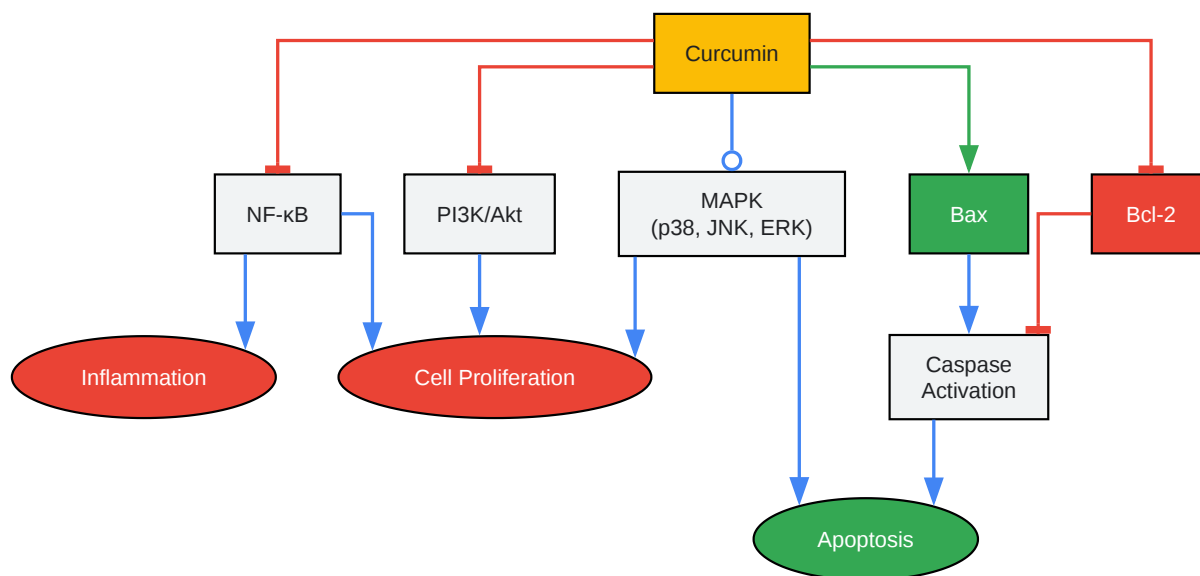 Curcumin
NF-κB
PI3K/Akt
MAPK
(p38, JNK, ERK)
Bax
Bcl-2
Inflammation
Cell Proliferation
Caspase
Activation
Apoptosis